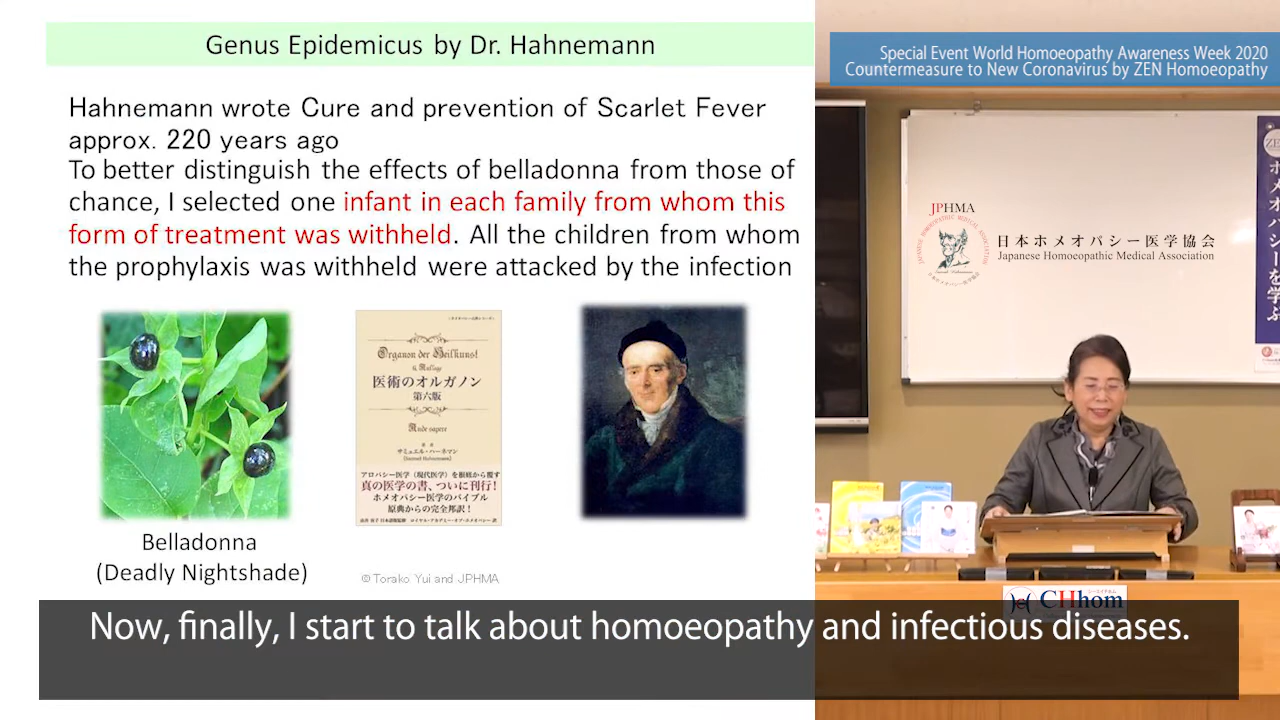 Genus Epidemicus by Dr. Hahnemann
Hahnemann wrote Cure and prevention of Scarlet Fever
approx. 220 years ago
To better distinguish the effects of belladonna from those of
chance, I selected one infant in each family from whom this
form of treatment was withheld. All the children from whom
the prophylaxis was withheld were attacked by the infection
Organon der Heilkunst
6. Auflage
医術のオルガノン
第六版
Aude sapere
サミュエル・ハーネマン
アロパシー医学（現代医学）を根底から覆す
真の医学の書、ついに刊行！
ホメオパシー医学のバイブル
原典からの完全邦訳！
Belladonna
(Deadly Nightshade)
© Torako Yui and JPHMA
Special Event World Homoeopathy Awareness Week 2020
Countermeasure to New Coronavirus by ZEN Homoeopathy
JPHMA
日本ホメオパシー医学協会
Japanese Homoeopathic Medical Association
ホメオパシーを学ぶ
CHhom
Now, finally, I start to talk about homoeopathy and infectious diseases.